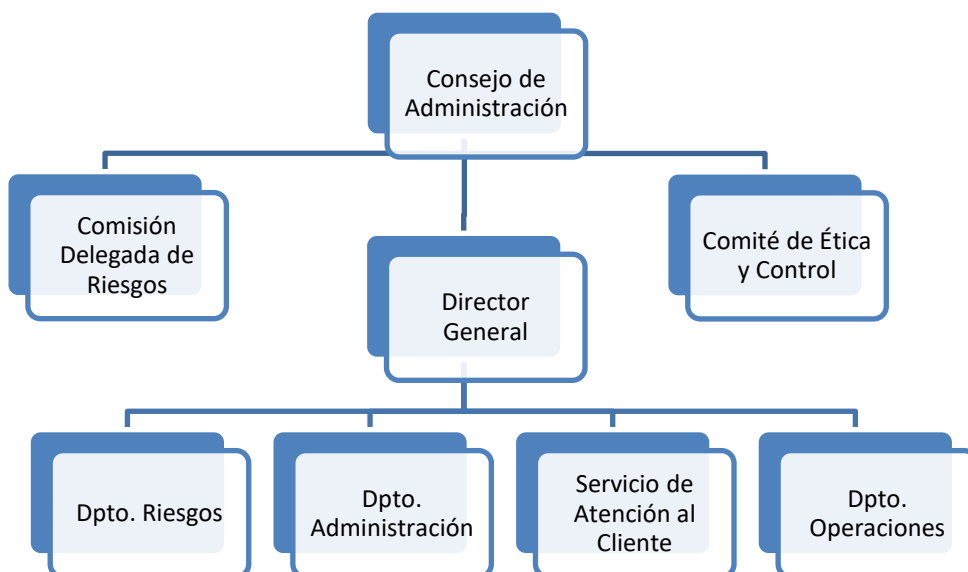 Consejo de
Administración
Comisión
Delegada de
Riesgos
Director
General
Comité de Ética
y Control
Dpto. Riesgos
Dpto.
Administración
Servicio de
Atención al
Cliente
Dpto.
Operaciones